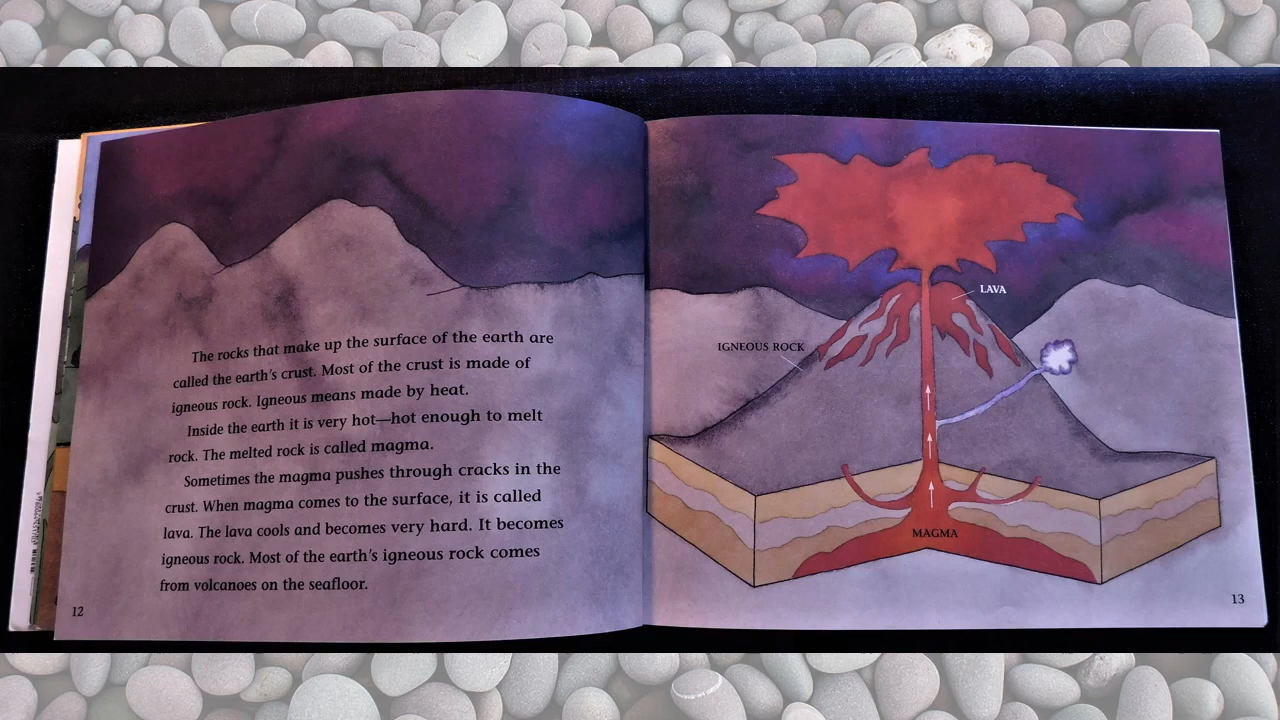 The rocks that make up the surface of the earth are
called the earth's crust. Most of the crust is made of
igneous rock. Igneous means made by heat.
Inside the earth it is very hot—hot enough to melt
rock. The melted rock is called magma.
Sometimes the magma pushes through cracks in the
crust. When magma comes to the surface, it is called
lava. The lava cools and becomes very hard. It becomes
igneous rock. Most of the earth's igneous rock comes
from volcanoes on the seafloor.
12
LAVA
IGNEOUS ROCK
MAGMA
13